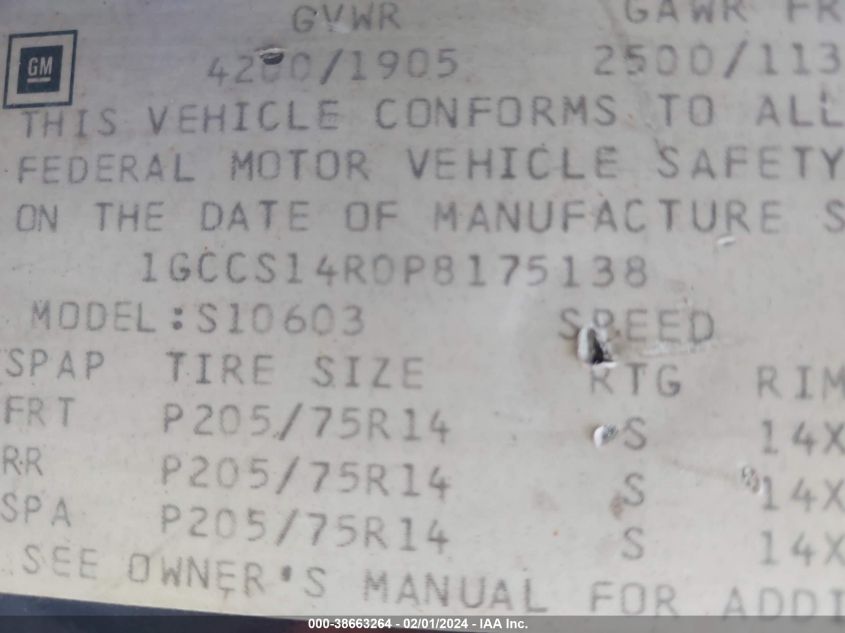 GVWR GAWR FR
GM
4200/1905 2500/113
THIS VEHICLE CONFORMS TO ALL
FEDERAL MOTOR VEHICLE SAFETY
ON THE DATE OF MANUFACTURE S
1GCCS14R0P8175138
MODEL:S10603 SPEED
SPAP TIRE SIZE RTG RIM
FRT P205/75R14 S 14X
RR P205/75R14 S 14X
SPA P205/75R14 S 14X
SEE OWNER'S MANUAL FOR ADDI
000-38663264 - 02/01/2024 - IAA Inc.